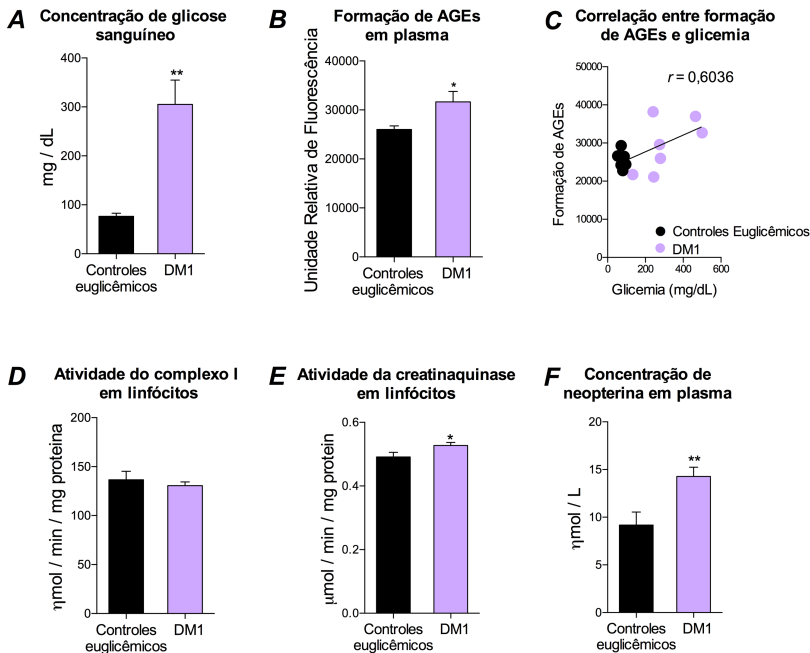 A
Concentração de glicose
sanguíneo
400
300
200
100
0
mg / dL
**
Controles
euglicêmicos
DM1
B
Formação de AGEs
em plasma
40000
30000
20000
10000
0
Unidade Relativa de Fluorescência
*
Controles
euglicêmicos
DM1
C
Correlação entre formação
de AGEs e glicemia
50000
40000
30000
20000
10000
0
Formação de AGEs
r = 0,6036
Controles Euglicêmicos
DM1
0 200 400 600
Glicemia (mg/dL)
D
Atividade do complexo I
em linfócitos
200
150
100
50
0
ηmol / min / mg proteina
Controles
euglicêmicos
DM1
E
Atividade da creatinaquinase
em linfócitos
0.6
0.4
0.2
0.0
µmol / min / mg protein
*
Controles
euglicêmicos
DM1
F
Concentração de
neopterina em plasma
20
15
10
5
0
ηmol / L
**
Controles
euglicêmicos
DM1